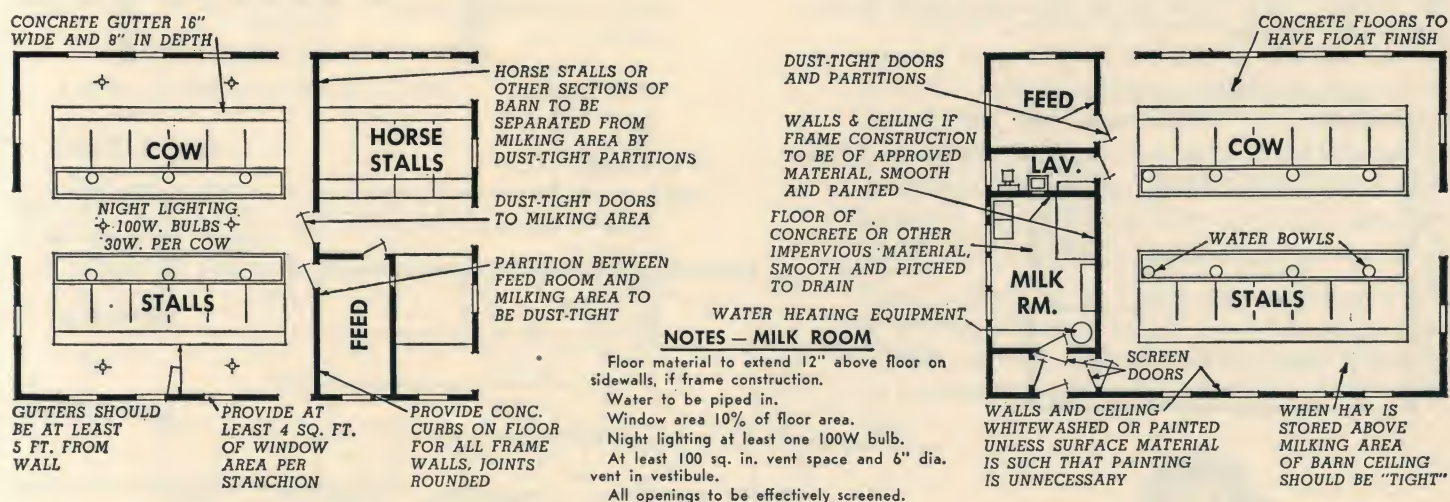 CONCRETE GUTTER 16"
WIDE AND 8" IN DEPTH
COW
NIGHT LIGHTING
100W. BULBS
30W. PER COW
STALLS
GUTTERS SHOULD
BE AT LEAST
5 FT. FROM
WALL
PROVIDE AT
LEAST 4 SQ. FT.
OF WINDOW
AREA PER
STANCHION
HORSE
STALLS
FEED
HORSE STALLS OR
OTHER SECTIONS OF
BARN TO BE
SEPARATED FROM
MILKING AREA BY
DUST-TIGHT PARTITIONS
DUST-TIGHT DOORS
TO MILKING AREA
PARTITION BETWEEN
FEED ROOM AND
MILKING AREA TO
BE DUST-TIGHT
PROVIDE CONC.
CURBS ON FLOOR
FOR ALL FRAME
WALLS, JOINTS
ROUNDED
DUST-TIGHT DOORS
AND PARTITIONS
WALLS & CEILING IF
FRAME CONSTRUCTION
TO BE OF APPROVED
MATERIAL, SMOOTH
AND PAINTED
FLOOR OF
CONCRETE OR OTHER
IMPERVIOUS MATERIAL,
SMOOTH AND PITCHED
TO DRAIN
WATER HEATING EQUIPMENT
NOTES — MILK ROOM
Floor material to extend 12" above floor on
sidewalls, if frame construction.
Water to be piped in.
Window area 10% of floor area.
Night lighting at least one 100W bulb.
At least 100 sq. in. vent space and 6" dia.
vent in vestibule.
All openings to be effectively screened.
FEED
LAV.
MILK
RM.
CONCRETE FLOORS TO
HAVE FLOAT FINISH
COW
WATER BOWLS
STALLS
SCREEN
DOORS
WALLS AND CEILING
WHITEWASHED OR PAINTED
UNLESS SURFACE MATERIAL
IS SUCH THAT PAINTING
IS UNNECESSARY
WHEN HAY IS
STORED ABOVE
MILKING AREA
OF BARN CEILING
SHOULD BE "TIGHT"